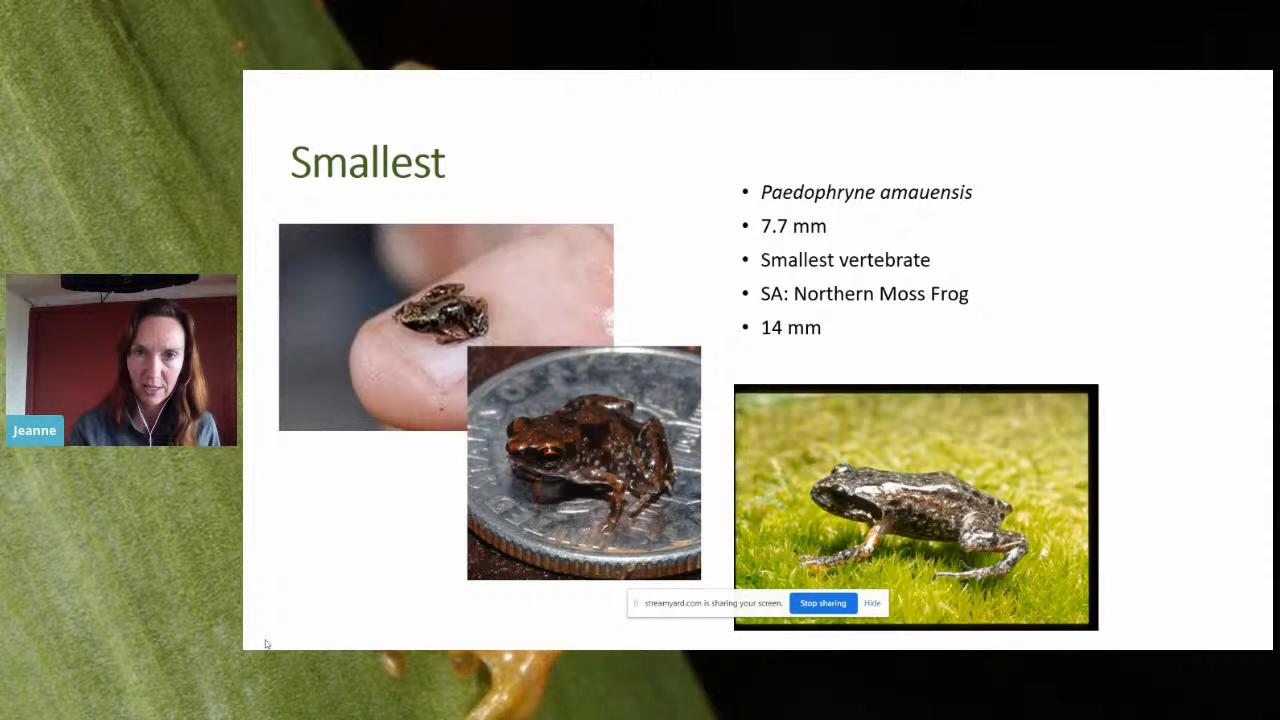 Smallest
• Paedophryne amauensis
• 7.7 mm
• Smallest vertebrate
• SA: Northern Moss Frog
• 14 mm
Jeanne
streamyard.com is sharing your screen. Stop sharing Hide